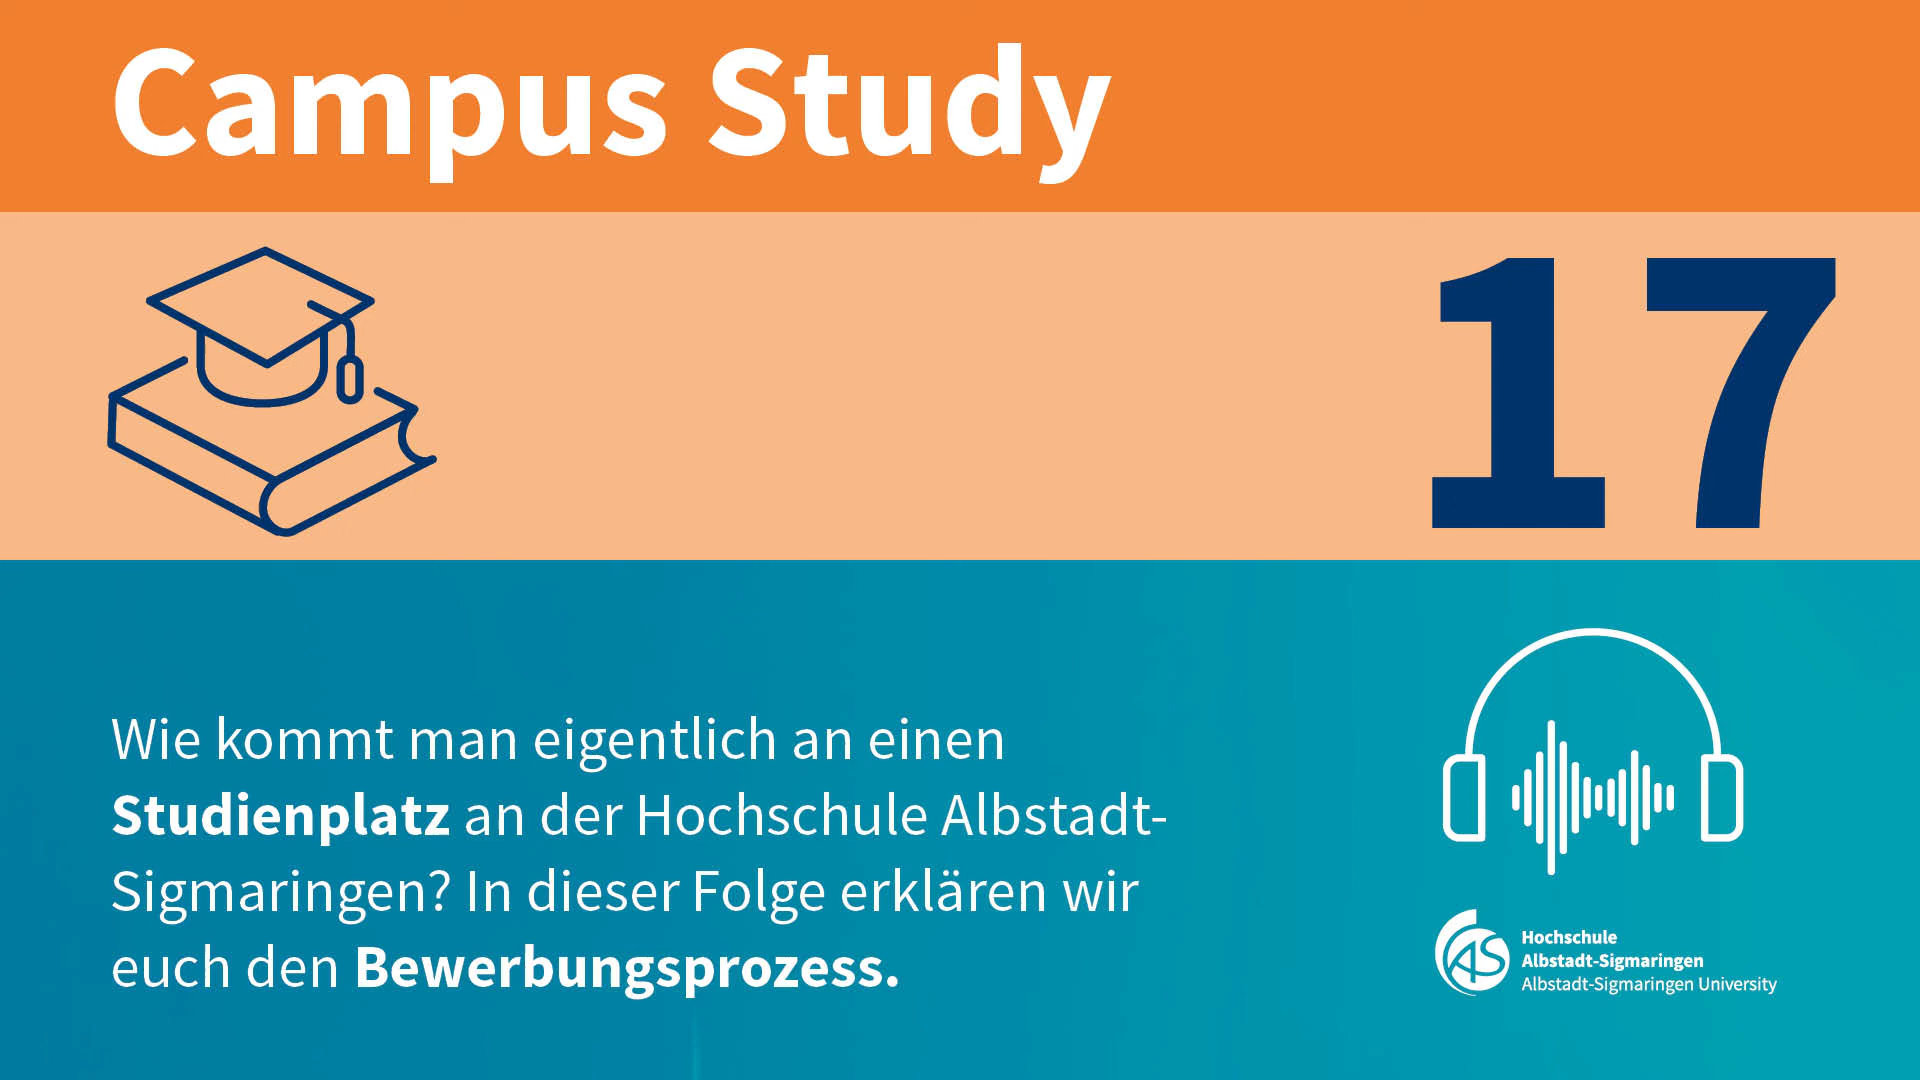 Campus Study
17
Wie kommt man eigentlich an einen
Studienplatz an der Hochschule Albstadt-
Sigmaringen? In dieser Folge erklären wir
euch den Bewerbungsprozess.
AS
Hochschule
Albstadt-Sigmaringen
Albstadt-Sigmaringen University